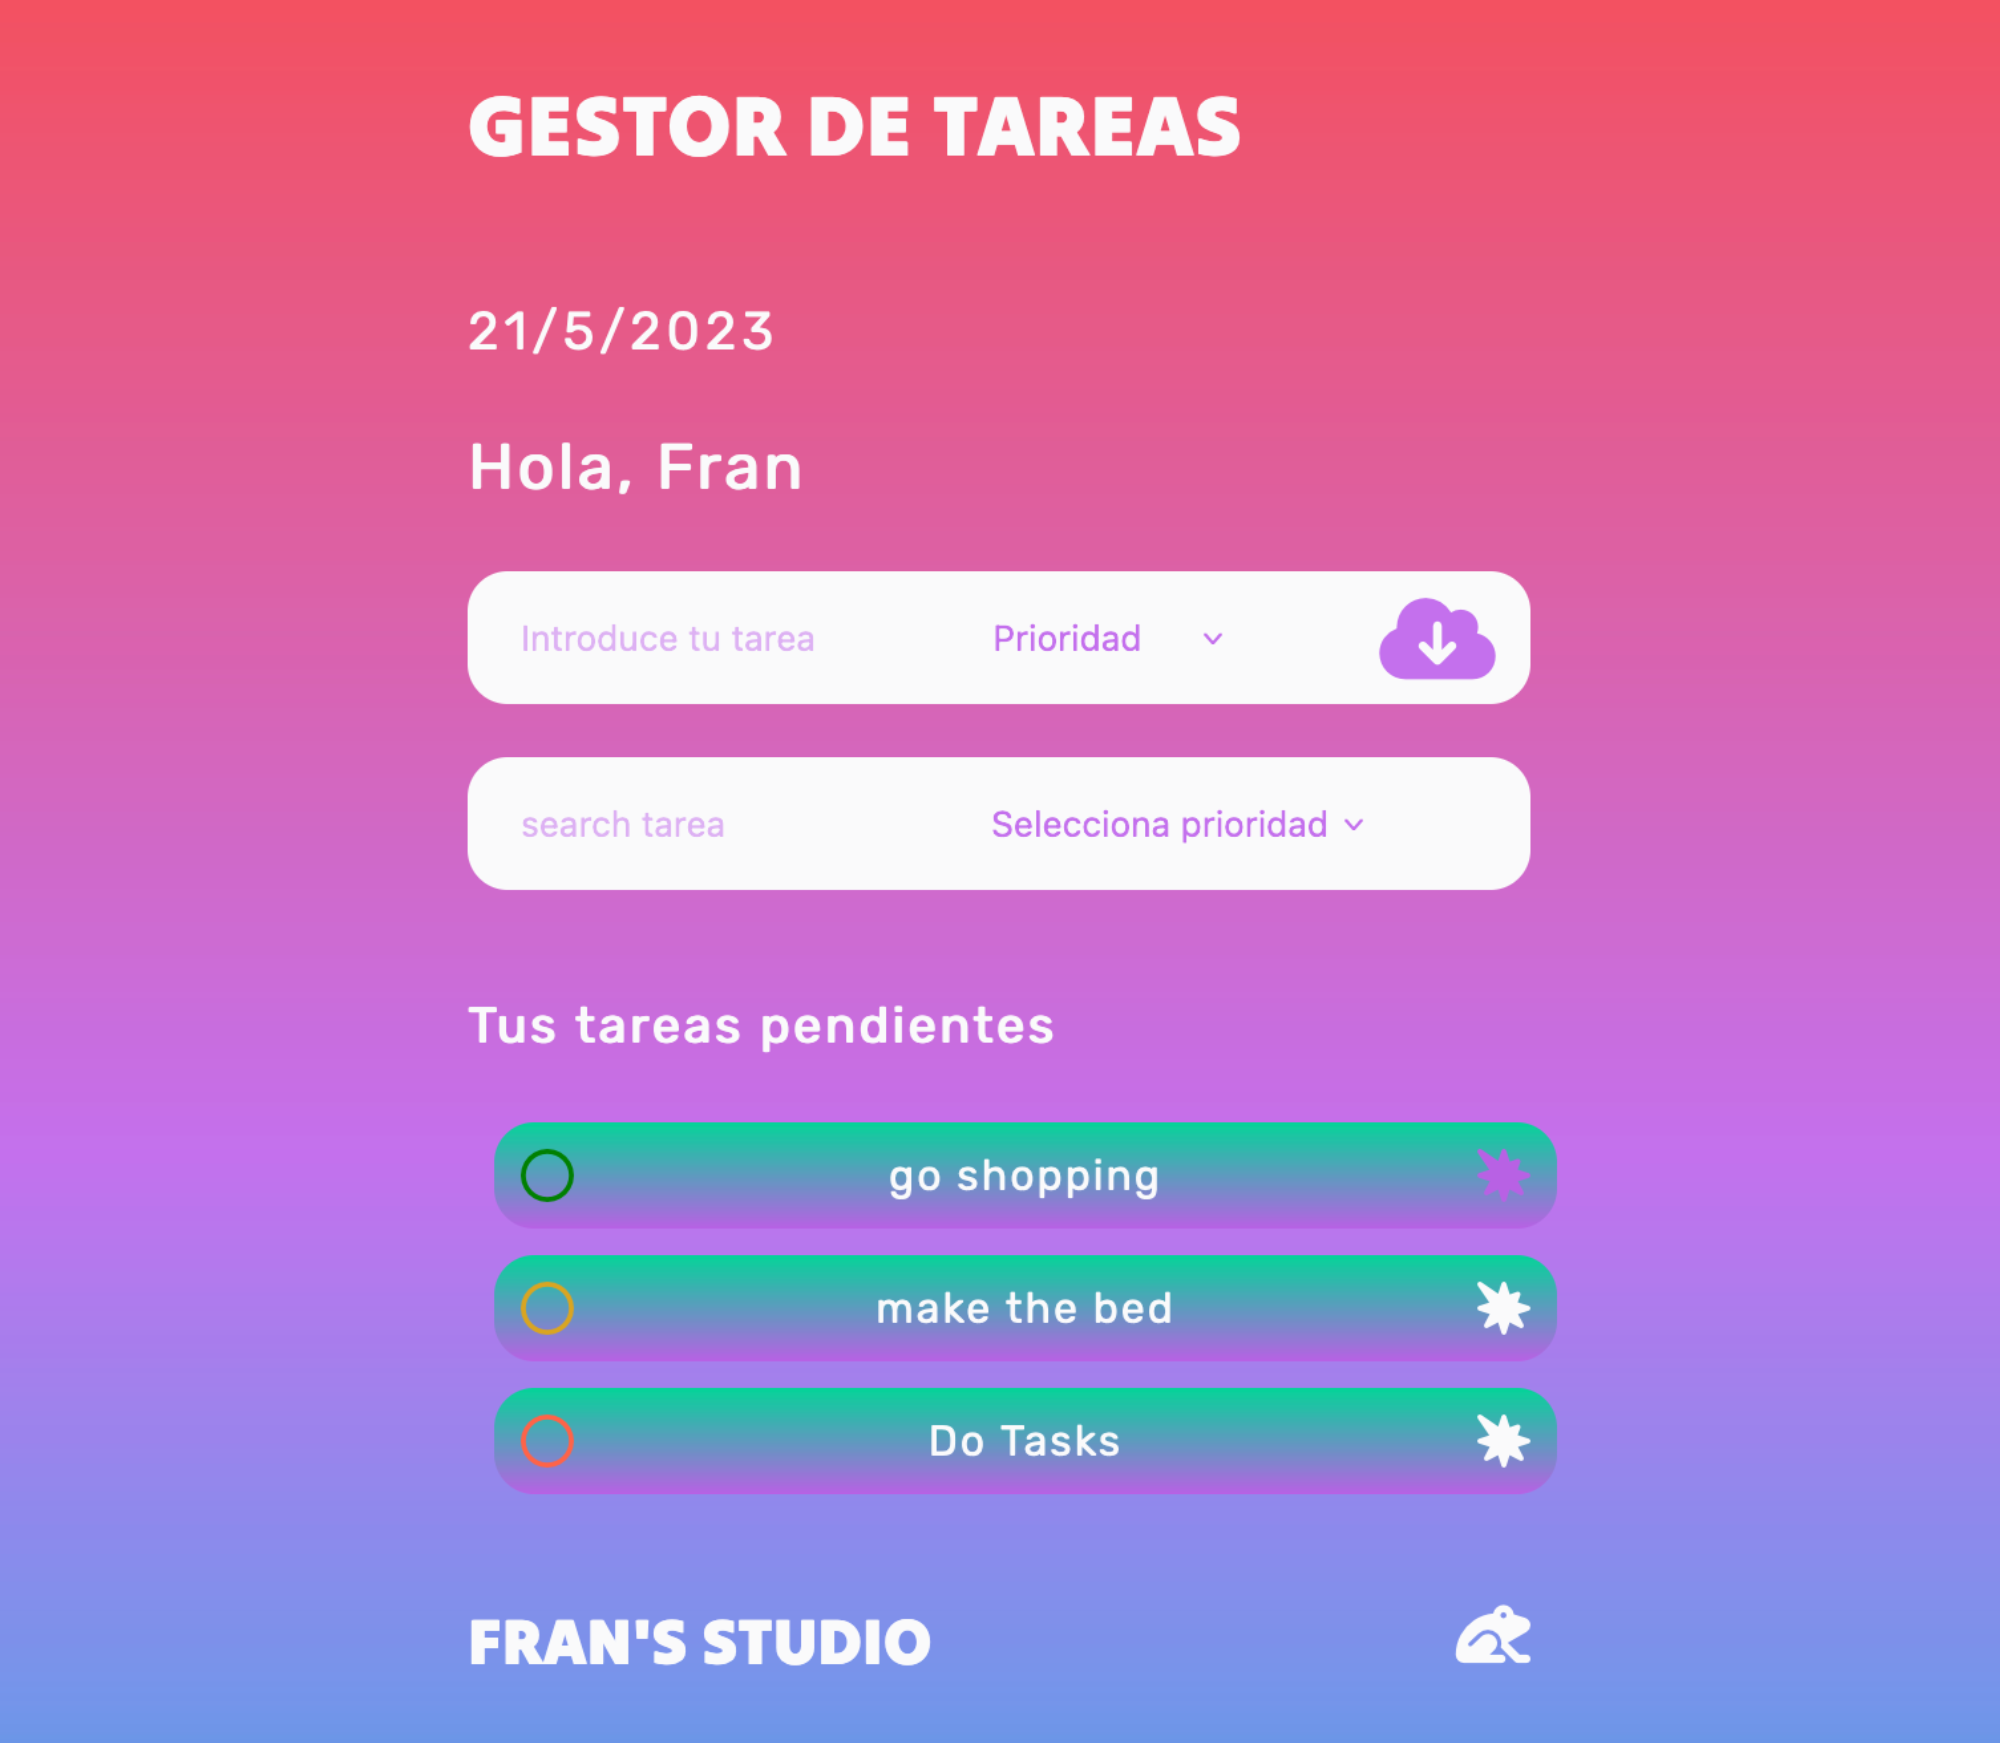 GESTOR DE TAREAS
21/5/2023
Hola, Fran
Introduce tu tarea Prioridad
search tarea Selecciona prioridad
Tus tareas pendientes
go shopping
make the bed
Do Tasks
FRAN'S STUDIO